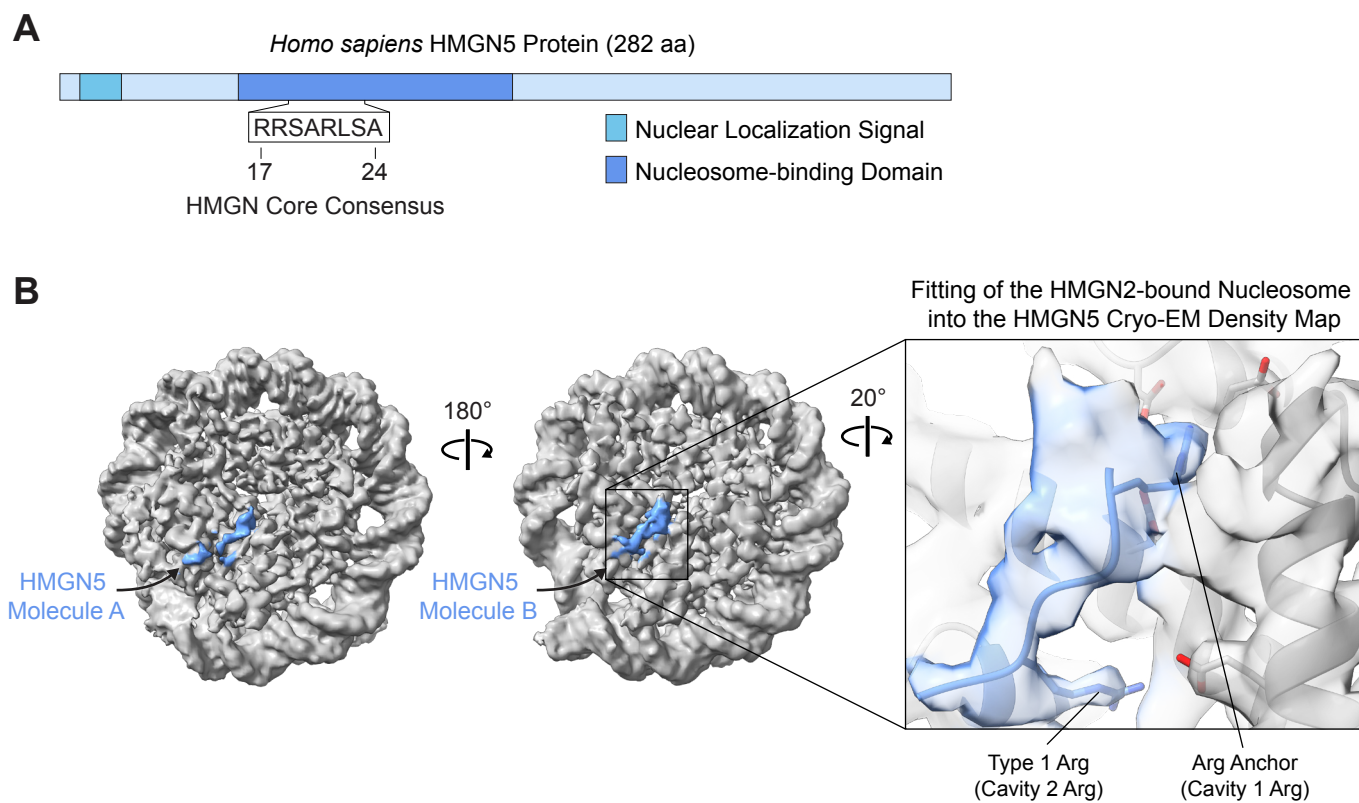 A
Homo sapiens HMGN5 Protein (282 aa)
RRSARLSA
17
24
HMGN Core Consensus
Nuclear Localization Signal
Nucleosome-binding Domain
B
Fitting of the HMGN2-bound Nucleosome
into the HMGN5 Cryo-EM Density Map
180°
20°
HMGN5
Molecule A
HMGN5
Molecule B
Type 1 Arg
(Cavity 2 Arg)
Arg Anchor
(Cavity 1 Arg)